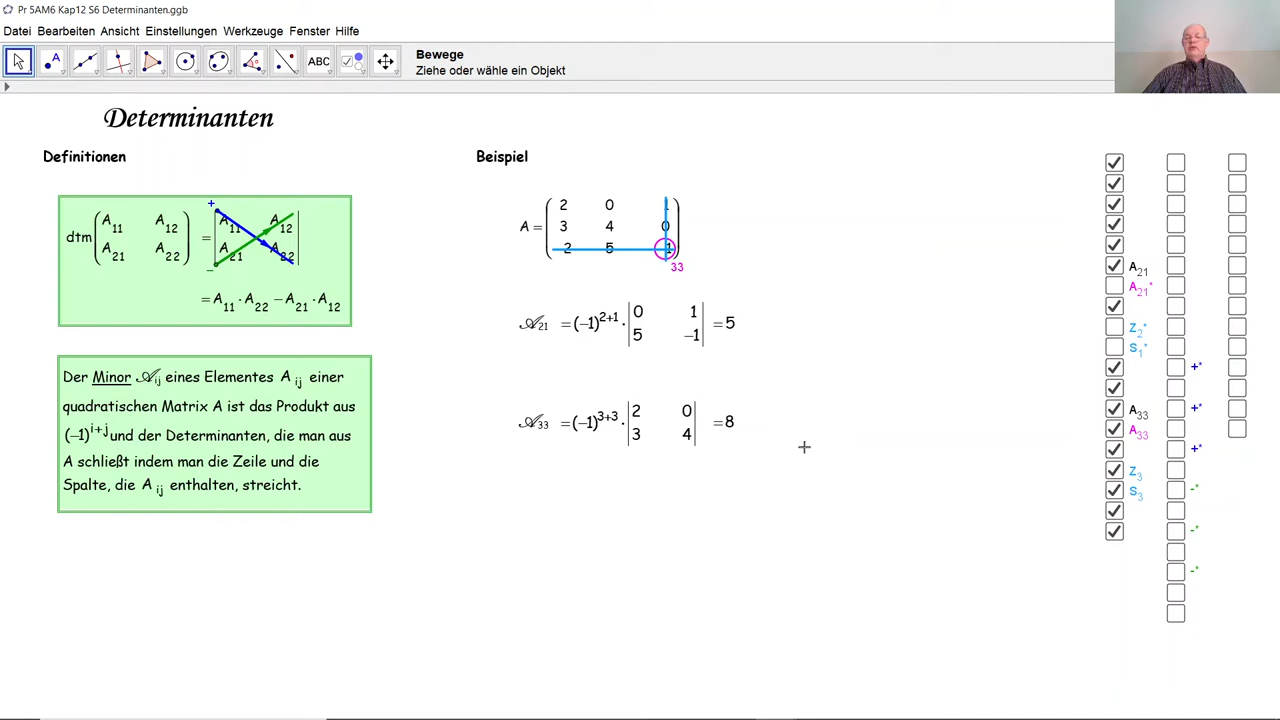 Pr 5AM6 Kap12 S6 Determinanten.ggb
Datei Bearbeiten Ansicht Einstellungen Werkzeuge Fenster Hilfe
A
ABC
Bewege
Ziehe oder wähle ein Objekt
Determinanten
Definitionen
dtm (A11 A12 A21 A22) = + |A11 A12 A21 A22| −
= A11 · A22 − A21 · A12
Der Minor 𝒜ij eines Elementes A ij einer
quadratischen Matrix A ist das Produkt aus
(−1)^i+j und der Determinanten, die man aus
A schließt indem man die Zeile und die
Spalte, die A ij enthalten, streicht.
Beispiel
2 0 1
A = 3 4 0
2 5 1
33
𝒜21 = (−1)^2+1 · |0 1 5 −1| = 5
𝒜33 = (−1)^3+3 · |2 0 3 4| = 8
A21
A21*
Z2*
S1*
+*
A33 +*
A33
+*
Z3
S3 -*
-*
-*